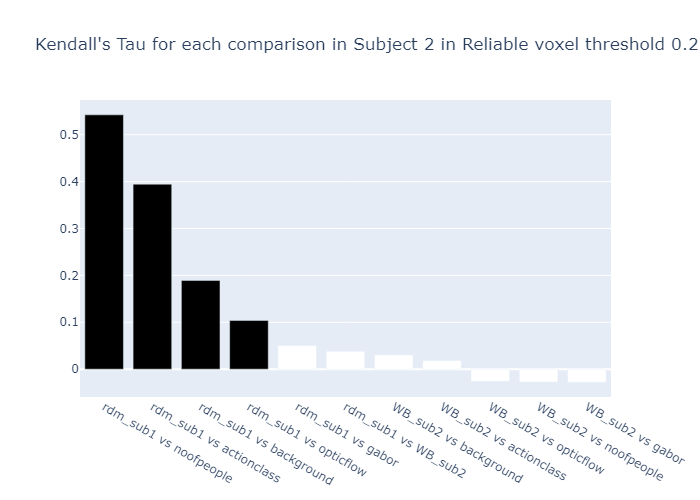 Kendall's Tau for each comparison in Subject 2 in Reliable voxel threshold 0.2
0.5
0.4
0.3
0.2
0.1
0
rdm_sub1 vs noofpeople
rdm_sub1 vs actionclass
rdm_sub1 vs background
rdm_sub1 vs opticflow
rdm_sub1 vs gabor
rdm_sub1 vs WB_sub2
WB_sub2 vs background
WB_sub2 vs actionclass
WB_sub2 vs opticflow
WB_sub2 vs noofpeople
WB_sub2 vs gabor